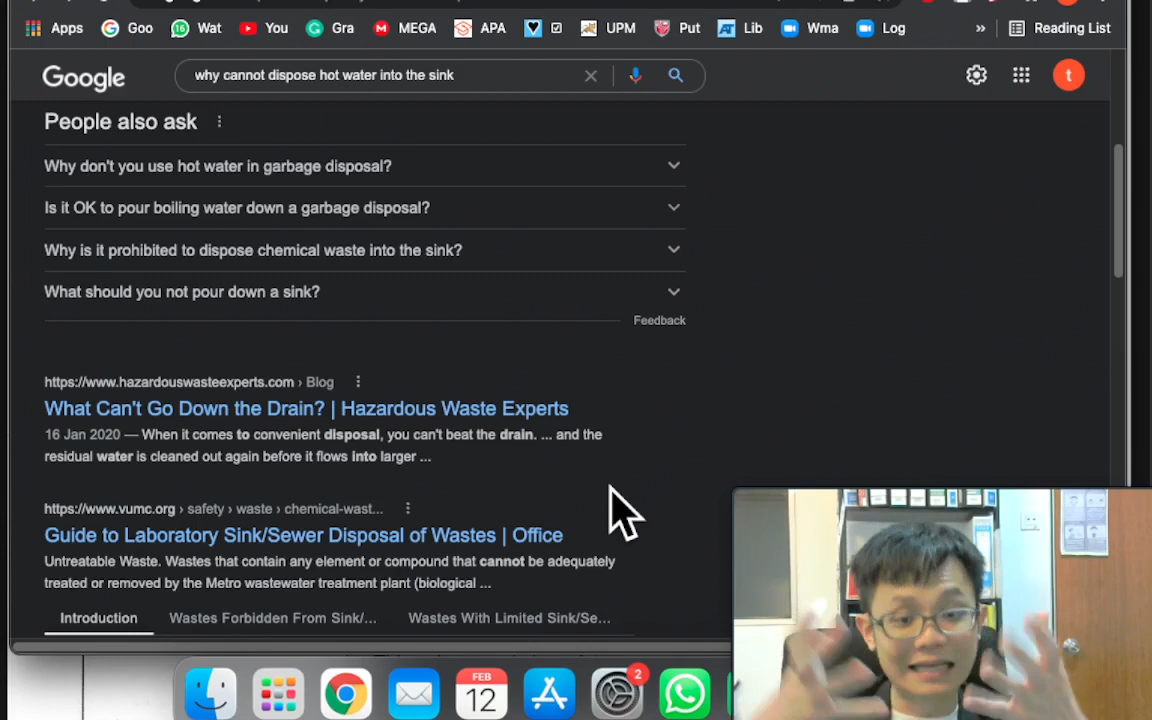 Apps Goo Wat You Gra MEGA APA UPM Put Lib Wma Log » Reading List
Google why cannot dispose hot water into the sink t
People also ask
Why don't you use hot water in garbage disposal?
Is it OK to pour boiling water down a garbage disposal?
Why is it prohibited to dispose chemical waste into the sink?
What should you not pour down a sink?
Feedback
https://www.hazardouswasteexperts.com › Blog
What Can't Go Down the Drain? | Hazardous Waste Experts
16 Jan 2020 — When it comes to convenient disposal, you can't beat the drain. ... and the
residual water is cleaned out again before it flows into larger ...
https://www.vumc.org › safety › waste › chemical-wast...
Guide to Laboratory Sink/Sewer Disposal of Wastes | Office
Untreatable Waste. Wastes that contain any element or compound that cannot be adequately
treated or removed by the Metro wastewater treatment plant (biological ...
Introduction Wastes Forbidden From Sink/... Wastes With Limited Sink/Se...
FEB
12
2